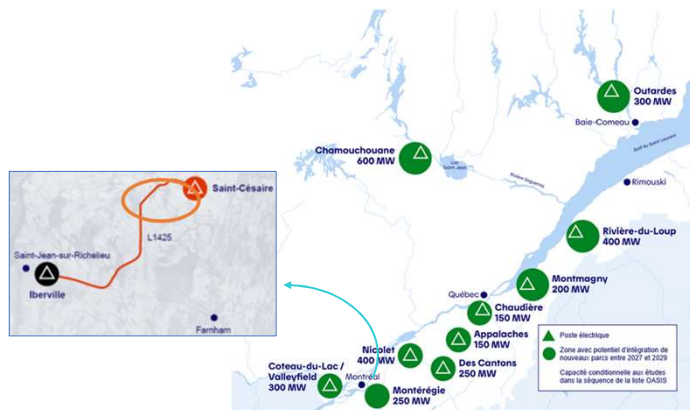 Outardes
300 MW
Baie-Comeau
Golf du Saint Laurent
Chamouchouane
600 MW
Lac
Saint-Jean
Rivière Saguenay
Rimouski
Saint-Césaire
L1425
Saint-Jean-sur-Richelieu
Iberville
Farnham
Rivière-du-Loup
400 MW
Montmagny
200 MW
Québec
Chaudière
150 MW
Appalaches
150 MW
Nicolet
400 MW
Des Cantons
250 MW
Coteau-du-Lac /
Valleyfield
300 MW
Montréal
Montérégie
250 MW
Poste électrique
Zone avec potentiel d'intégration de
nouveaux parcs entre 2027 et 2029
Capacité conditionnelle aux études
dans la séquence de la liste OASIS